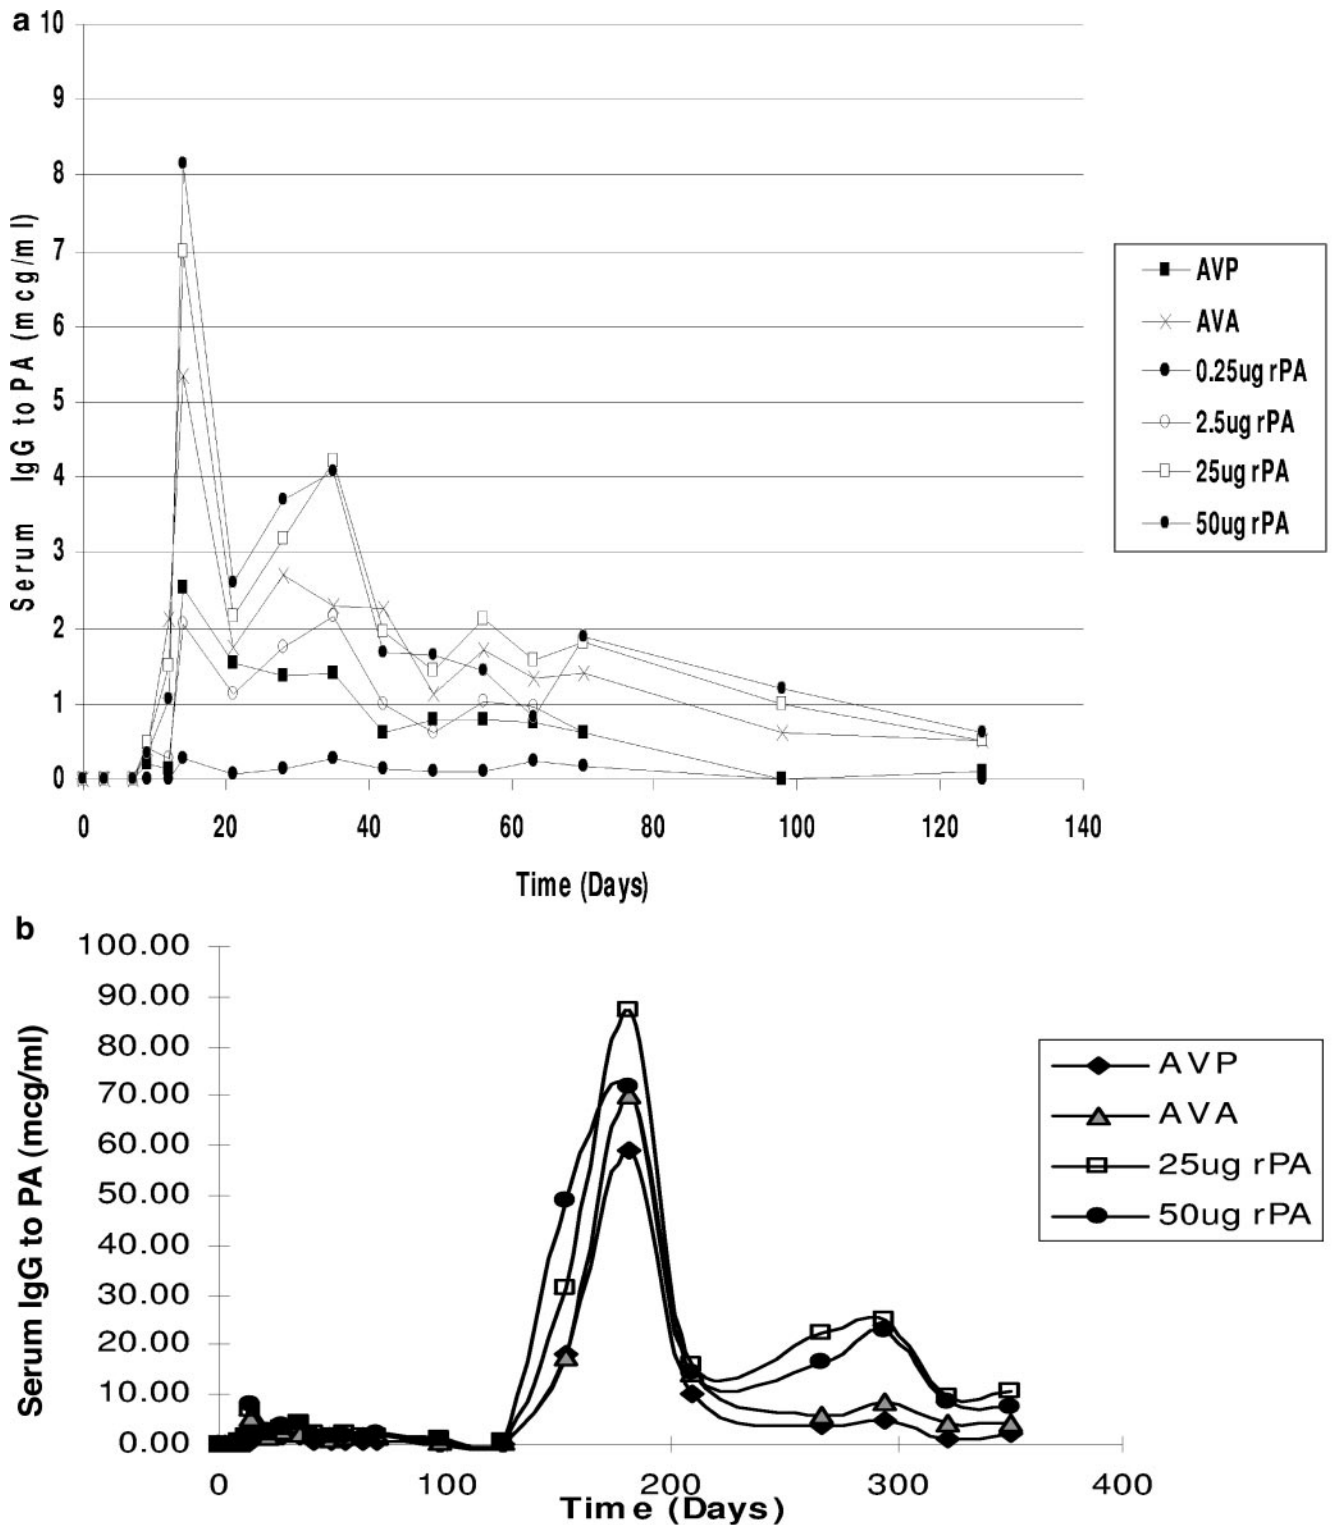 a
10
9
8
7
6
5
4
3
2
1
0
Serum IgG to PA (mcg/ml)
0 20 40 60 80 100 120 140
Time (Days)
AVP
AVA
0.25ug rPA
2.5ug rPA
25ug rPA
50ug rPA
b
100.00
90.00
80.00
70.00
60.00
50.00
40.00
30.00
20.00
10.00
0.00
Serum IgG to PA (mcg/ml)
0 100 200 300 400
Time (Days)
AVP
AVA
25ug rPA
50ug rPA